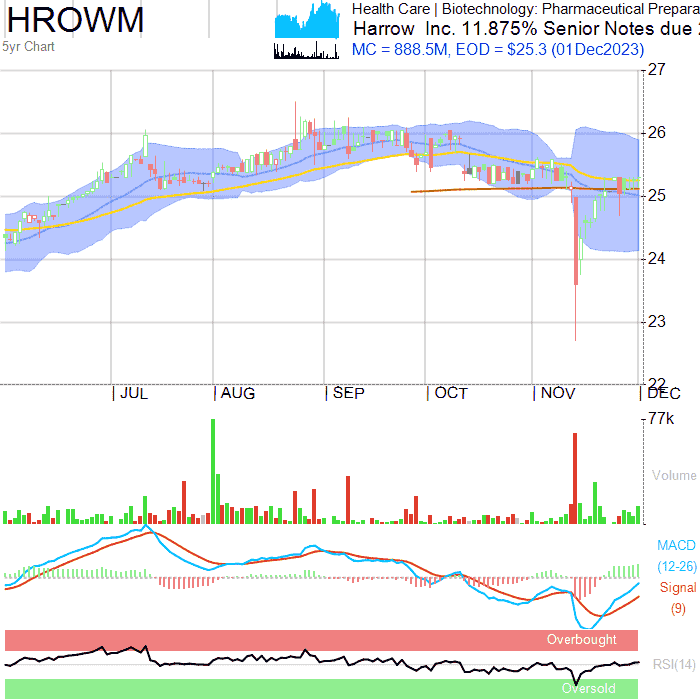 HROWM
5yr Chart
Health Care | Biotechnology: Pharmaceutical Prepara
Harrow Inc. 11.875% Senior Notes due
MC = 888.5M, EOD = $25.3 (01Dec2023)
27
26
25
24
23
22
JUL AUG SEP OCT NOV DEC
77k
Volume
MACD
(12-26)
Signal
(9)
Overbought
RSI(14)
Oversold